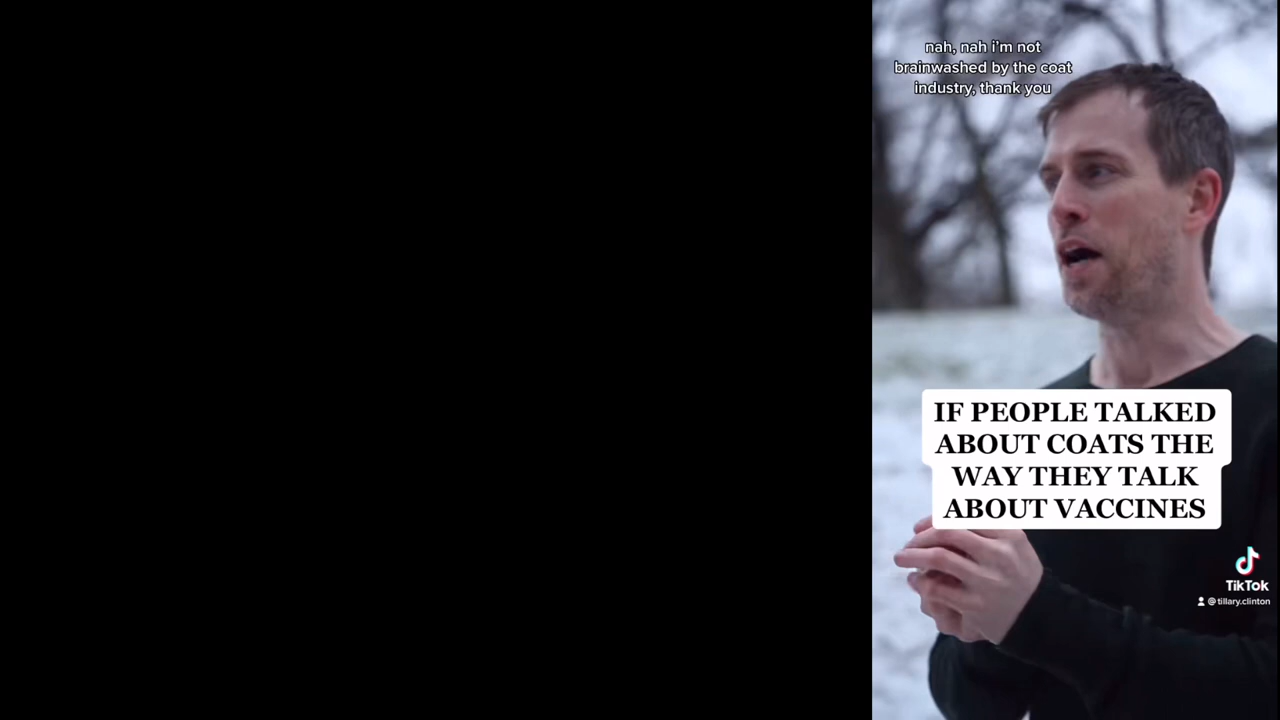 nah, nah i'm not
brainwashed by the coat
industry, thank you
IF PEOPLE TALKED
ABOUT COATS THE
WAY THEY TALK
ABOUT VACCINES
TikTok
@tillary.clinton